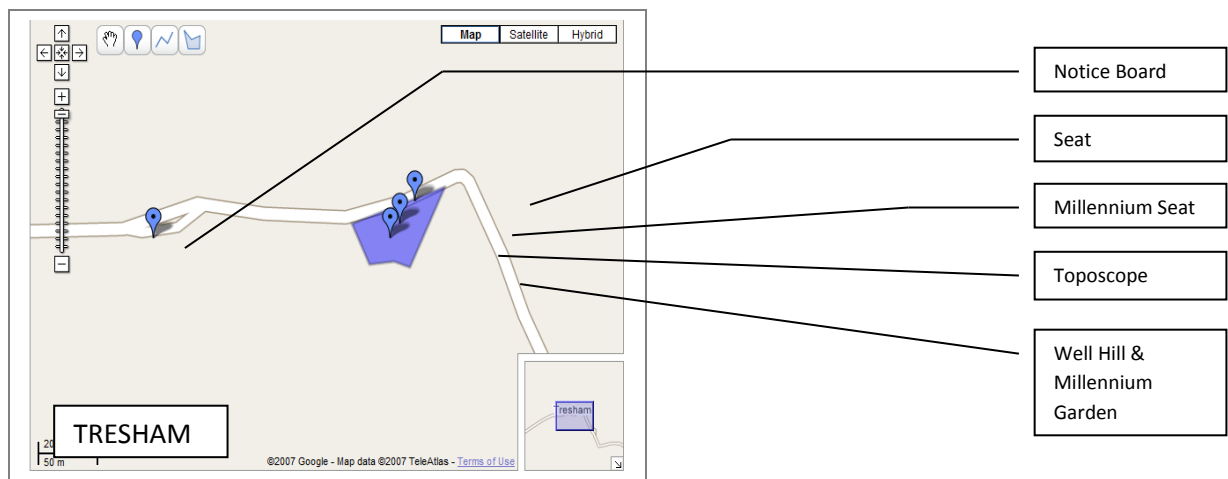 Map Satellite Hybrid
Notice Board
Seat
Millennium Seat
Toposcope
Well Hill &
Millennium
Garden
TRESHAM
50 m
resham
©2007 Google - Map data ©2007 TeleAtlas - Terms of Use